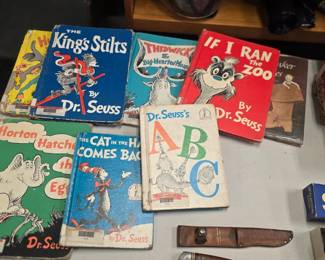 THE
King's Stilts
BY
Dr. Seuss
THIDWICK
the
Big-Hearted Moose
IF I RAN
THE
ZOO
By
Dr. Seuss
Horton
Hatches
the
Egg
Dr. Seuss
THE CAT IN THE HAT
COMES BACK
By Dr. Seuss
Dr. Seuss's
A
B
C